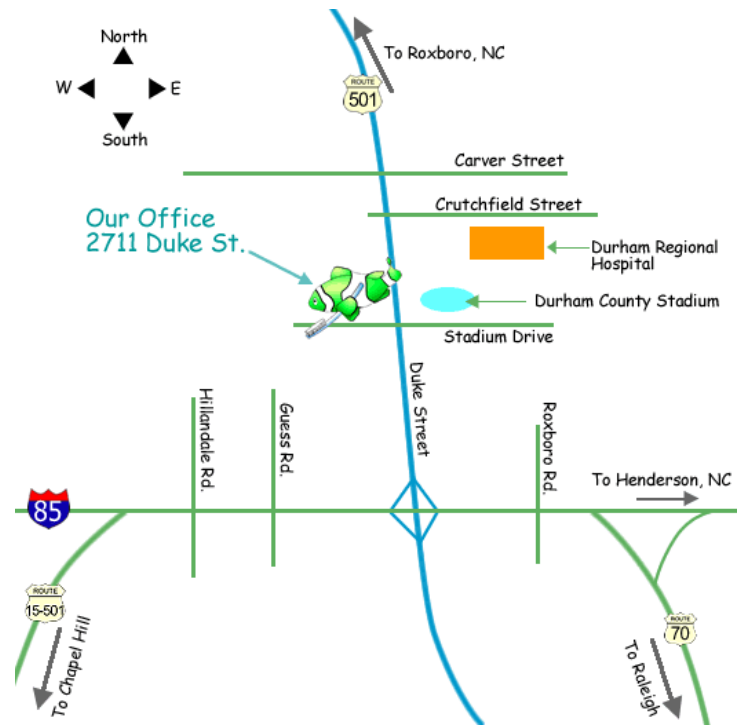 North
W
E
South
To Roxboro, NC
ROUTE
501
Carver Street
Crutchfield Street
Our Office
2711 Duke St.
Durham Regional
Hospital
Durham County Stadium
Stadium Drive
Duke Street
Hillandale Rd.
Guess Rd.
Roxboro Rd.
To Henderson, NC
85
ROUTE
15-501
To Chapel Hill
ROUTE
70
To Raleigh